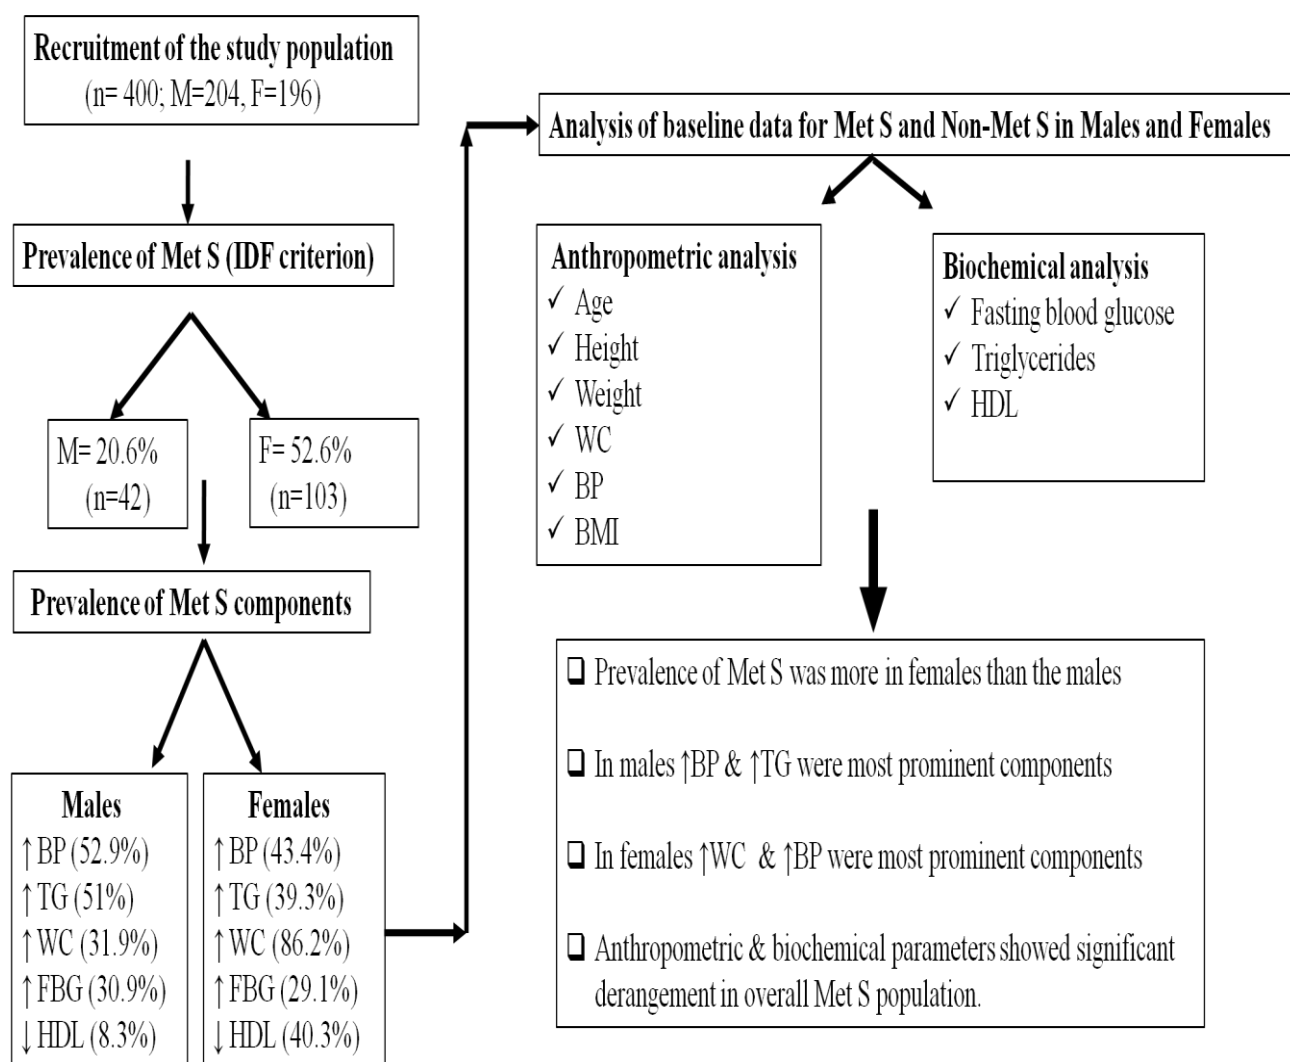 Recruitment of the study population
(n= 400; M=204, F=196)
Prevalence of Met S (IDF criterion)
M= 20.6%
(n=42)
F= 52.6%
(n=103)
Prevalence of Met S components
Males
↑ BP (52.9%)
↑ TG (51%)
↑ WC (31.9%)
↑ FBG (30.9%)
↓ HDL (8.3%)
Females
↑ BP (43.4%)
↑ TG (39.3%)
↑ WC (86.2%)
↑ FBG (29.1%)
↓ HDL (40.3%)
Analysis of baseline data for Met S and Non-Met S in Males and Females
Anthropometric analysis
✓ Age
✓ Height
✓ Weight
✓ WC
✓ BP
✓ BMI
Biochemical analysis
✓ Fasting blood glucose
✓ Triglycerides
✓ HDL
❑ Prevalence of Met S was more in females than the males
❑ In males ↑BP & ↑TG were most prominent components
❑ In females ↑WC & ↑BP were most prominent components
❑ Anthropometric & biochemical parameters showed significant
derangement in overall Met S population.